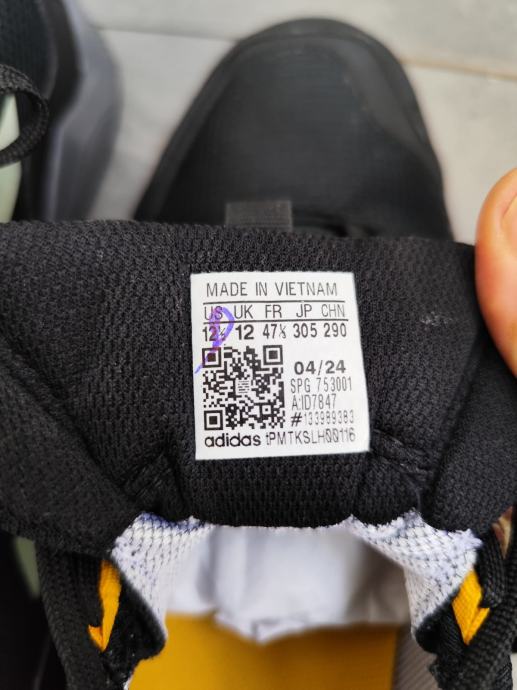 MADE IN VIETNAM
US UK FR JP CHN
12½ 12 47⅓ 305 290
04/24
SPG 753001
A:ID7847
#133989383
adidas tPMTKSLH00116